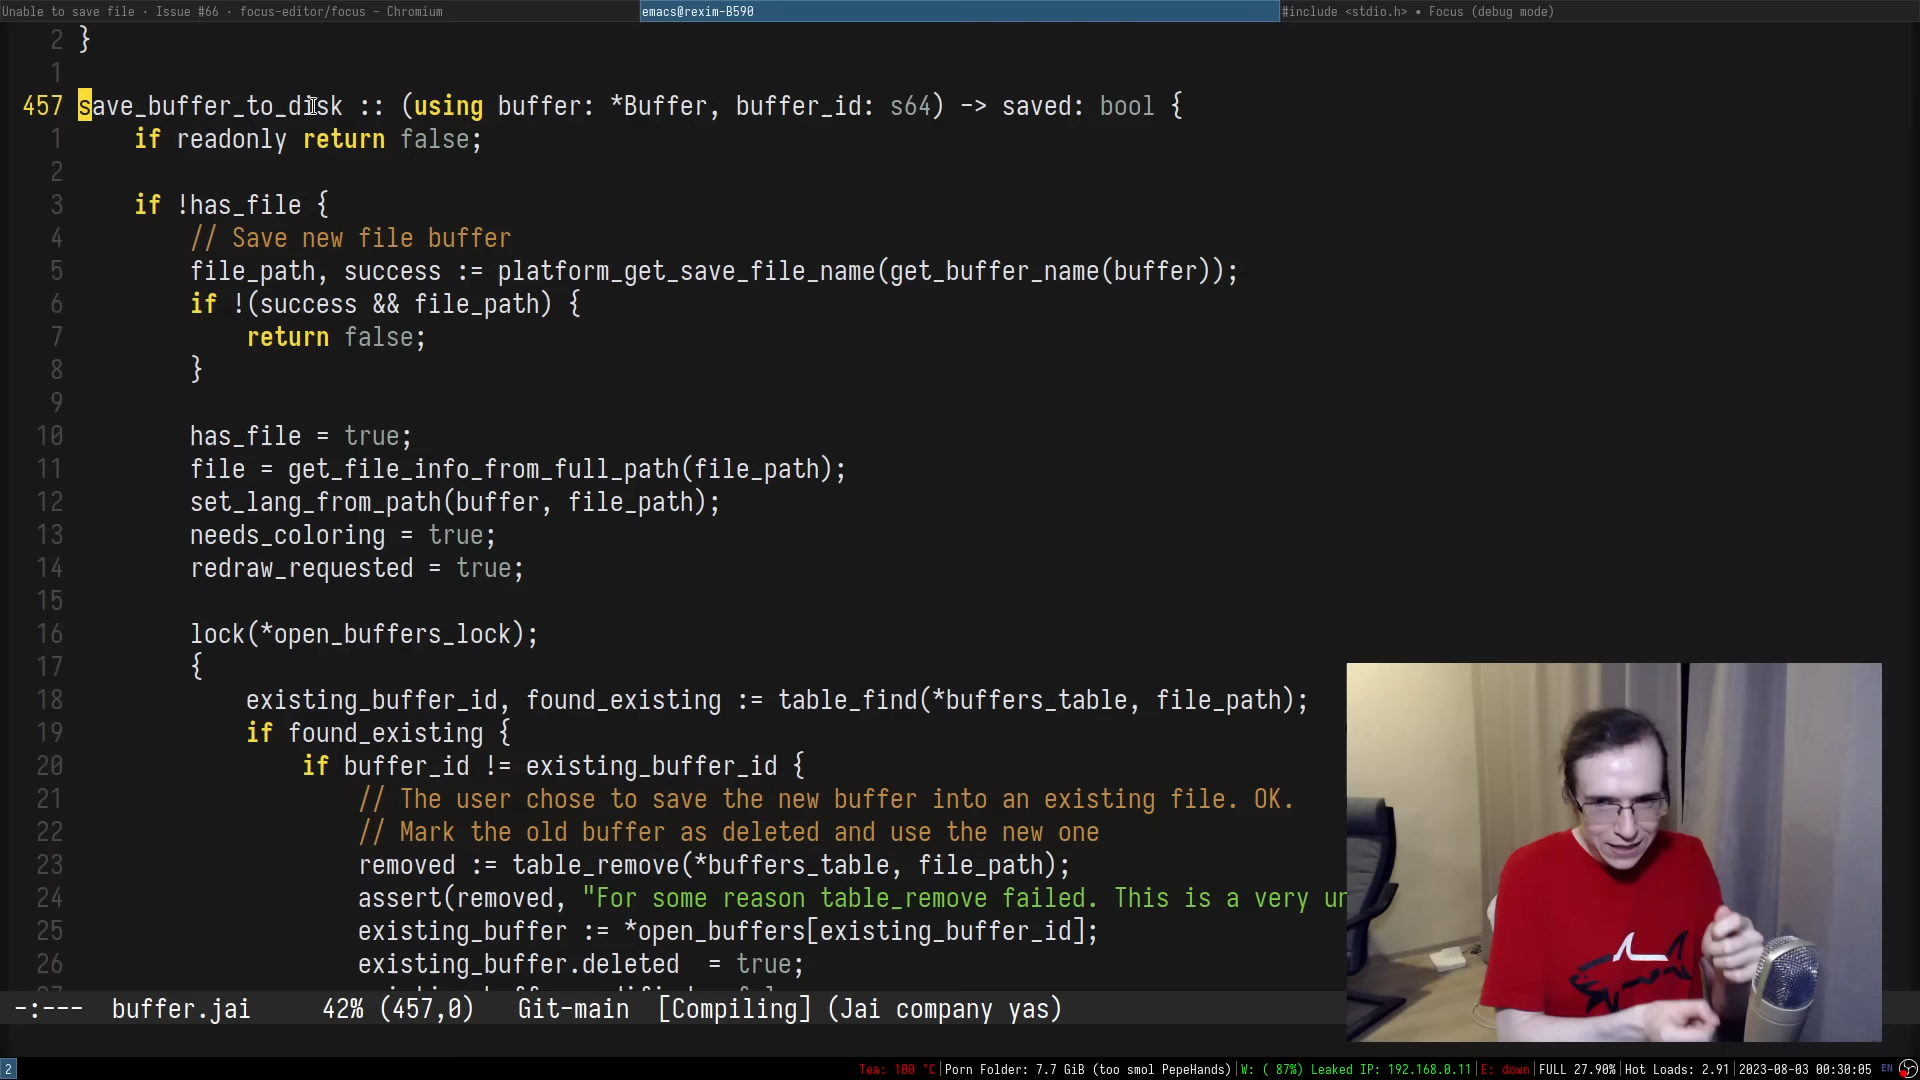 Unable to save file · Issue #66 · focus-editor/focus - Chromium
emacs@rexim-B590
#include <stdio.h> • Focus (debug mode)
2 }
1
457 save_buffer_to_disk :: (using buffer: *Buffer, buffer_id: s64) -> saved: bool {
1 if readonly return false;
2
3 if !has_file {
4 // Save new file buffer
5 file_path, success := platform_get_save_file_name(get_buffer_name(buffer));
6 if !(success && file_path) {
7 return false;
8 }
9
10 has_file = true;
11 file = get_file_info_from_full_path(file_path);
12 set_lang_from_path(buffer, file_path);
13 needs_coloring = true;
14 redraw_requested = true;
15
16 lock(*open_buffers_lock);
17 {
18 existing_buffer_id, found_existing := table_find(*buffers_table, file_path);
19 if found_existing {
20 if buffer_id != existing_buffer_id {
21 // The user chose to save the new buffer into an existing file. OK.
22 // Mark the old buffer as deleted and use the new one
23 removed := table_remove(*buffers_table, file_path);
24 assert(removed, "For some reason table_remove failed. This is a very un
25 existing_buffer := *open_buffers[existing_buffer_id];
26 existing_buffer.deleted = true;
-:--- buffer.jai 42% (457,0) Git-main [Compiling] (Jai company yas)
2 Tea: 100 °C|Porn Folder: 7.7 GiB (too smol PepeHands)|W: ( 87%) Leaked IP: 192.168.0.11|E: down|FULL 27.90%|Hot Loads: 2.91|2023-08-03 00:30:05 EN